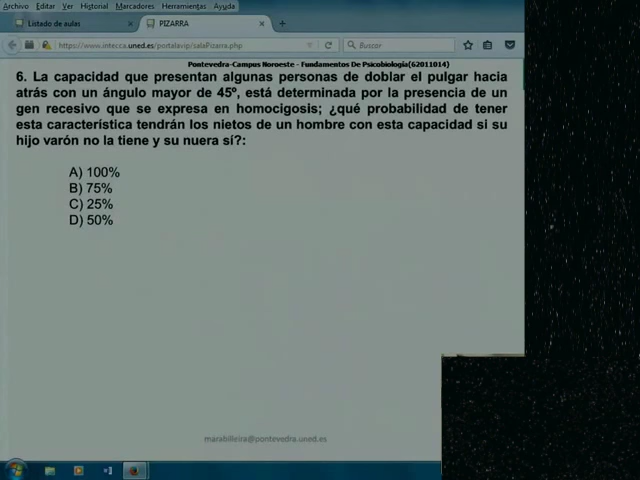 Archivo Editar Ver Historial Marcadores Herramientas Ayuda
Listado de aulas × PIZARRA × +
https://www.intecca.uned.es/portalavip/salaPizarra.php Buscar
Pontevedra-Campus Noroeste - Fundamentos De Psicobiología(62011014)
6. La capacidad que presentan algunas personas de doblar el pulgar hacia
atrás con un ángulo mayor de 45º, está determinada por la presencia de un
gen recesivo que se expresa en homocigosis; ¿qué probabilidad de tener
esta característica tendrán los nietos de un hombre con esta capacidad si su
hijo varón no la tiene y su nuera sí?:
A) 100%
B) 75%
C) 25%
D) 50%
marabilleira@pontevedra.uned.es